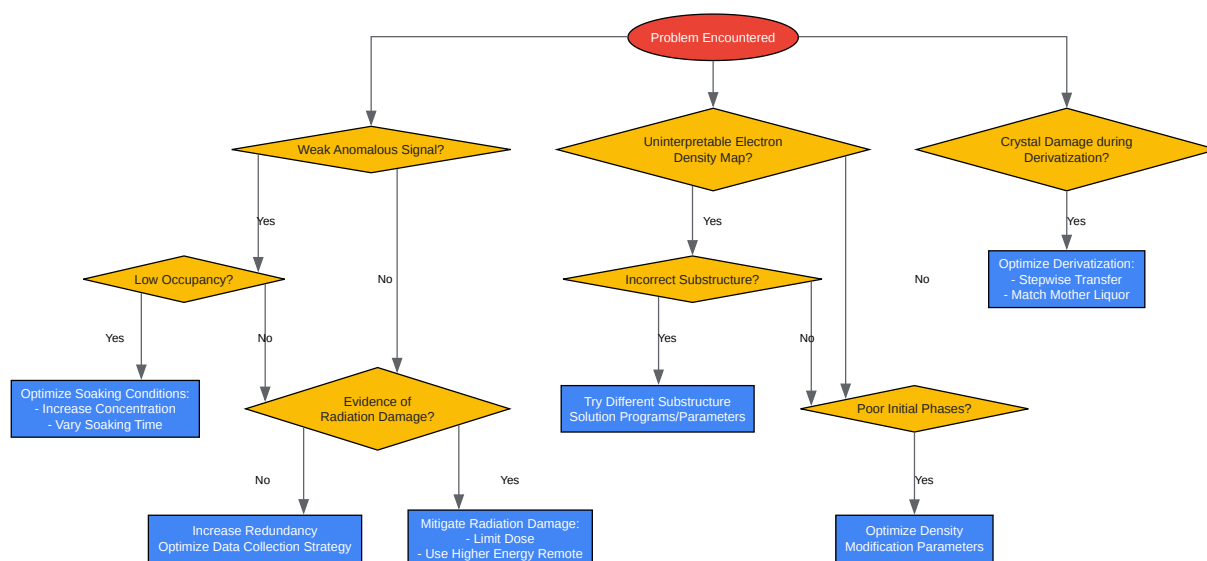 Problem Encountered
Weak Anomalous Signal?
Uninterpretable Electron
Density Map?
Crystal Damage during
Derivatization?
Yes
Yes
Yes
Low Occupancy?
No
Incorrect Substructure?
No
Optimize Derivatization:
- Stepwise Transfer
- Match Mother Liquor
Yes
No
Yes
No
Optimize Soaking Conditions:
- Increase Concentration
- Vary Soaking Time
Evidence of
Radiation Damage?
Try Different Substructure
Solution Programs/Parameters
Poor Initial Phases?
No
Yes
Yes
Increase Redundancy
Optimize Data Collection Strategy
Mitigate Radiation Damage:
- Limit Dose
- Use Higher Energy Remote
Optimize Density
Modification Parameters